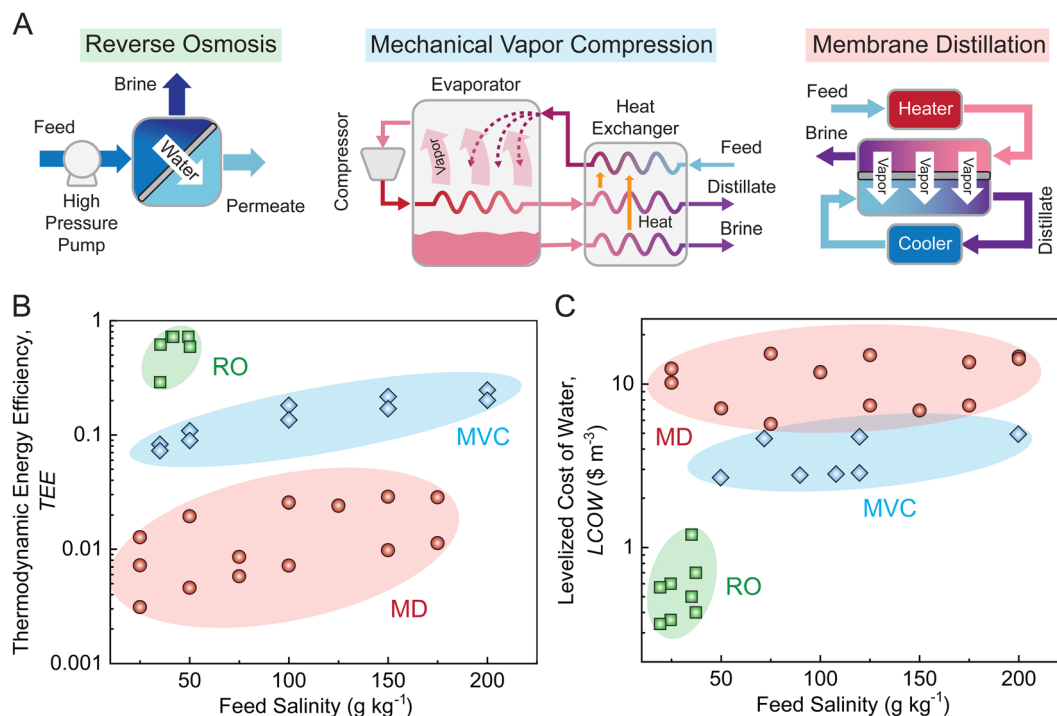 A
Reverse Osmosis
Mechanical Vapor Compression
Membrane Distillation
Brine
Feed
Water
High
Pressure
Pump
Permeate
Evaporator
Compressor
Vapor
Heat
Exchanger
Feed
Distillate
Heat
Brine
Feed
Heater
Brine
Vapor
Vapor
Vapor
Cooler
Distillate
B
Thermodynamic Energy Efficiency,
TEE
1
0.1
0.01
0.001
RO
MVC
MD
50
100
150
200
Feed Salinity (g kg⁻¹)
C
Levelized Cost of Water,
LCOW ($ m⁻³)
10
1
MD
MVC
RO
50
100
150
200
Feed Salinity (g kg⁻¹)